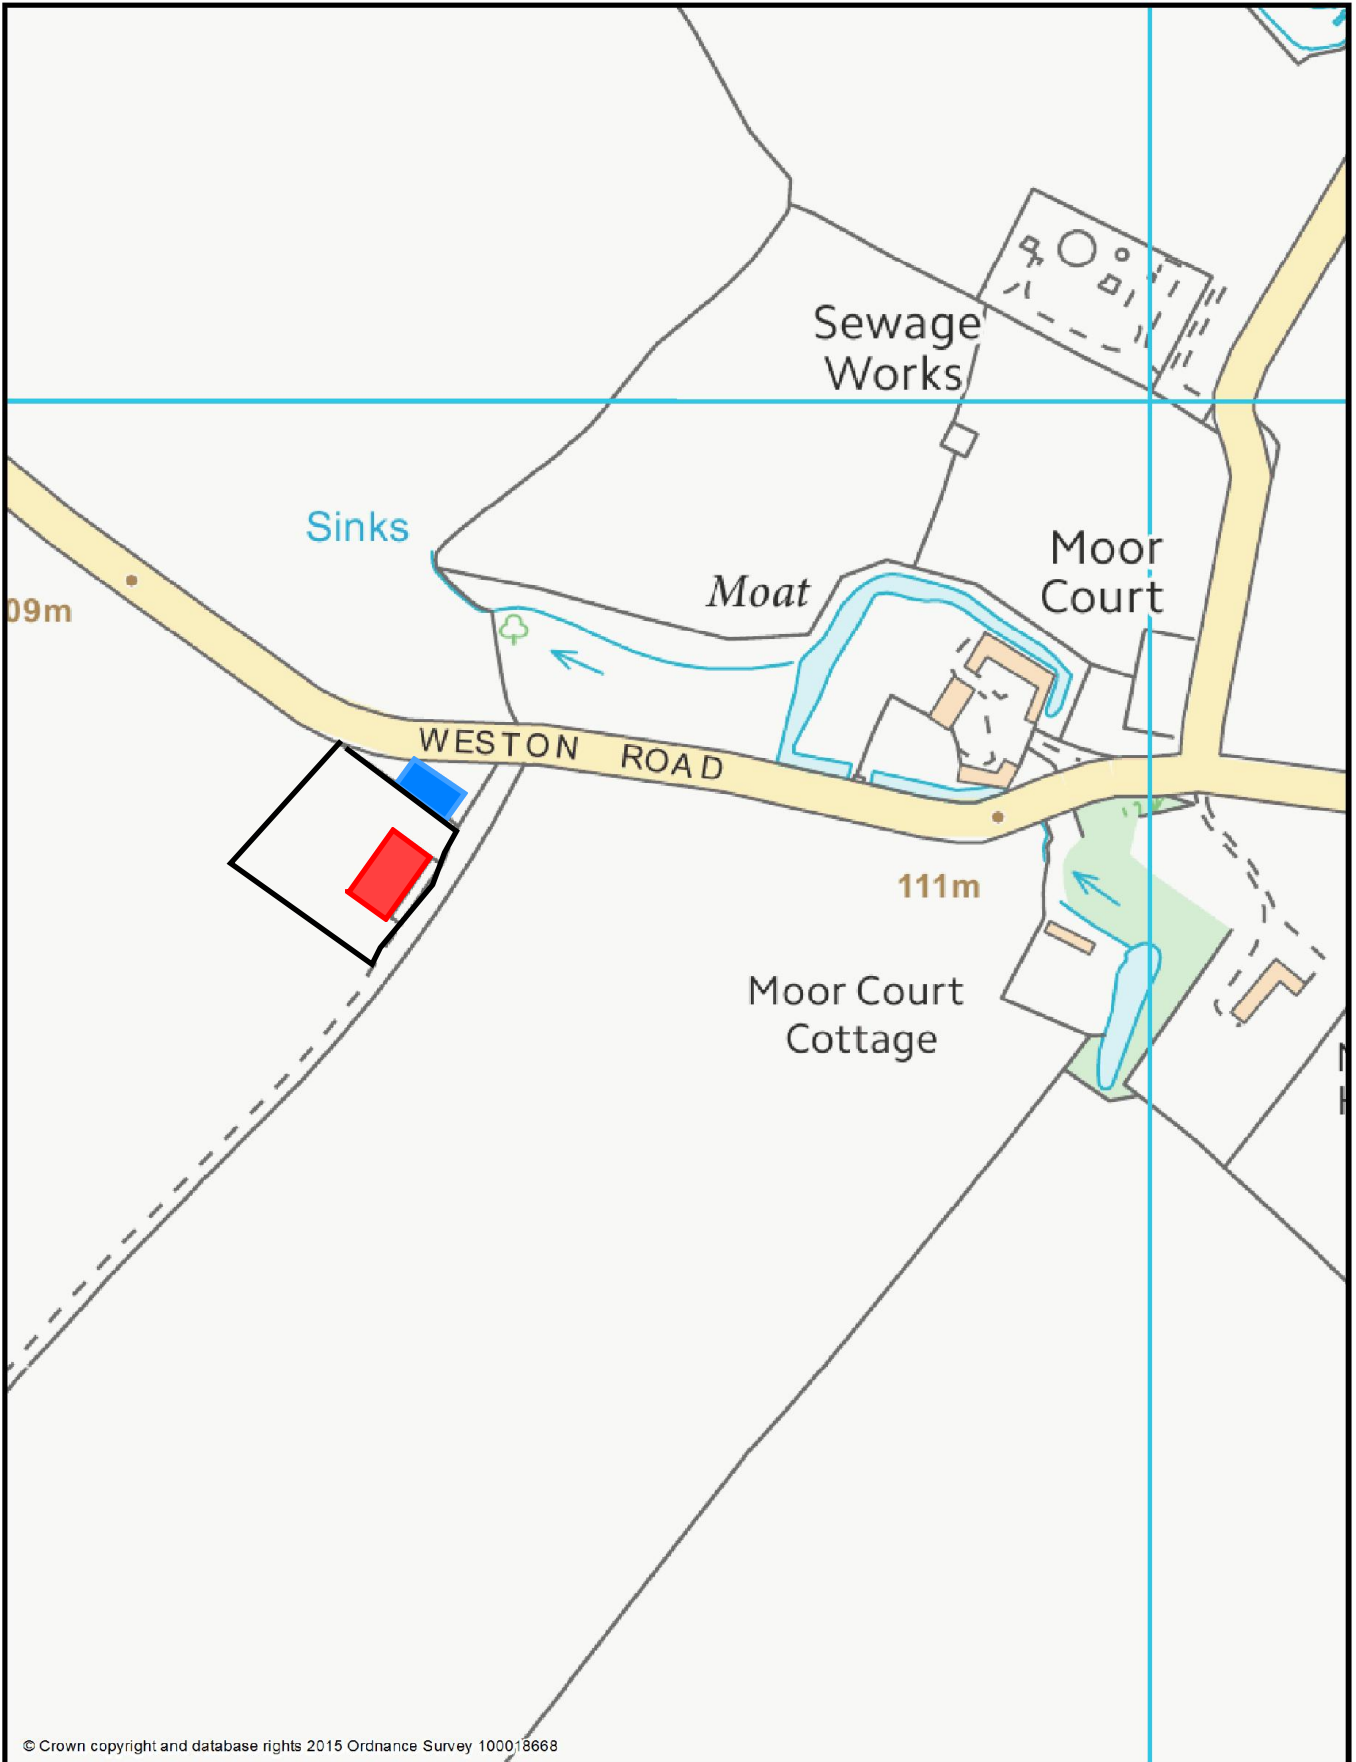 Sewage
Works
Sinks
Moor
Court
Moat
09m
WESTON ROAD
111m
Moor Court
Cottage
© Crown copyright and database rights 2015 Ordnance Survey 100018668